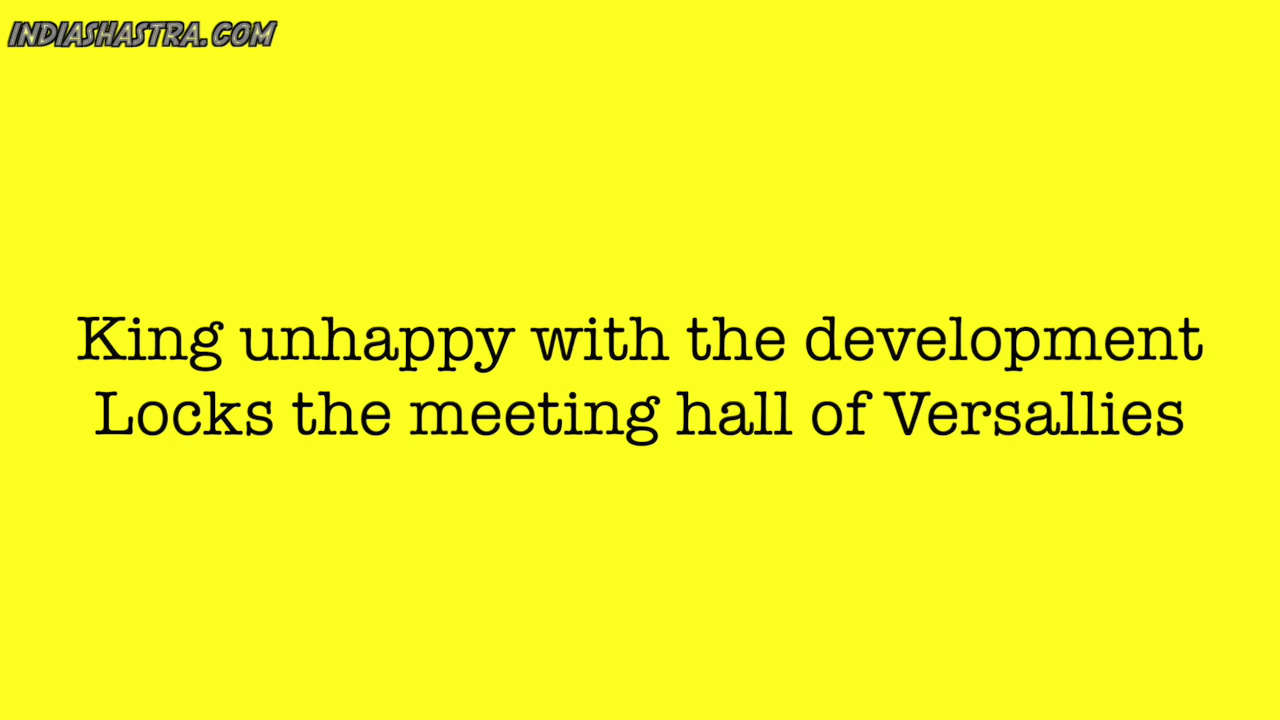 INDIASHASTRA.COM
King unhappy with the development
Locks the meeting hall of Versallies